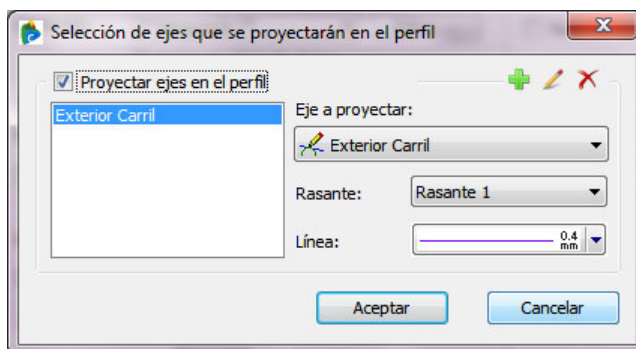 Selección de ejes que se proyectarán en el perfil
Proyectar ejes en el perfil
Exterior Carril
Eje a proyectar:
Exterior Carril
Rasante:
Rasante 1
Línea:
0.4
mm
Aceptar
Cancelar